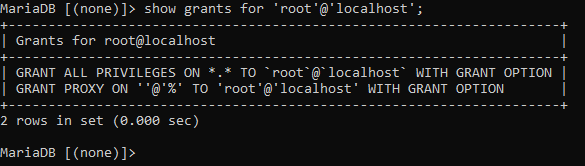 MariaDB [(none)]> show grants for 'root'@'localhost';
+---------------------------------------------------------------------+
| Grants for root@localhost                                           |
+---------------------------------------------------------------------+
| GRANT ALL PRIVILEGES ON *.* TO `root`@`localhost` WITH GRANT OPTION |
| GRANT PROXY ON ''@'%' TO 'root'@'localhost' WITH GRANT OPTION       |
+---------------------------------------------------------------------+
2 rows in set (0.000 sec)
MariaDB [(none)]>